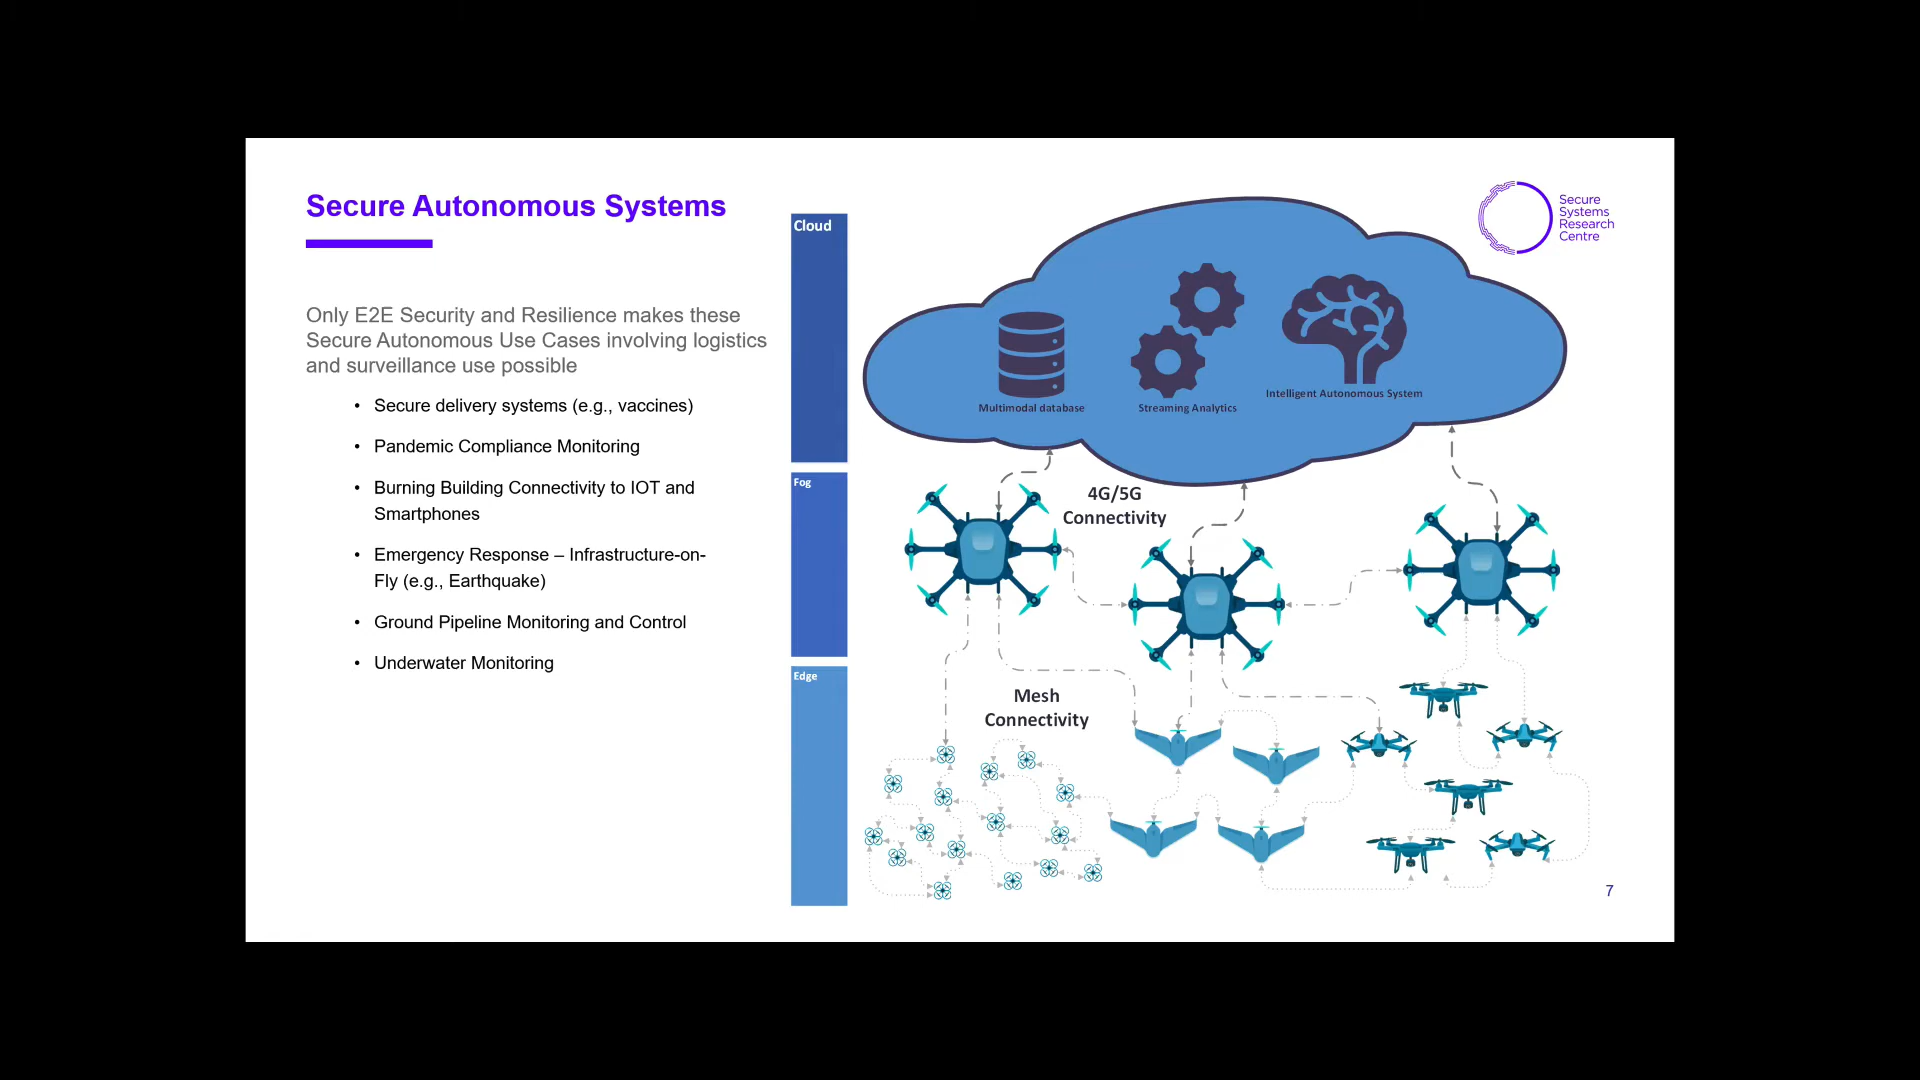 Secure Autonomous Systems
Only E2E Security and Resilience makes these
Secure Autonomous Use Cases involving logistics
and surveillance use possible
• Secure delivery systems (e.g., vaccines)
• Pandemic Compliance Monitoring
• Burning Building Connectivity to IOT and
Smartphones
• Emergency Response – Infrastructure-on-
Fly (e.g., Earthquake)
• Ground Pipeline Monitoring and Control
• Underwater Monitoring
Cloud
Fog
Edge
Multimodal database
Streaming Analytics
Intelligent Autonomous System
4G/5G
Connectivity
Mesh
Connectivity
Secure
Systems
Research
Centre
7